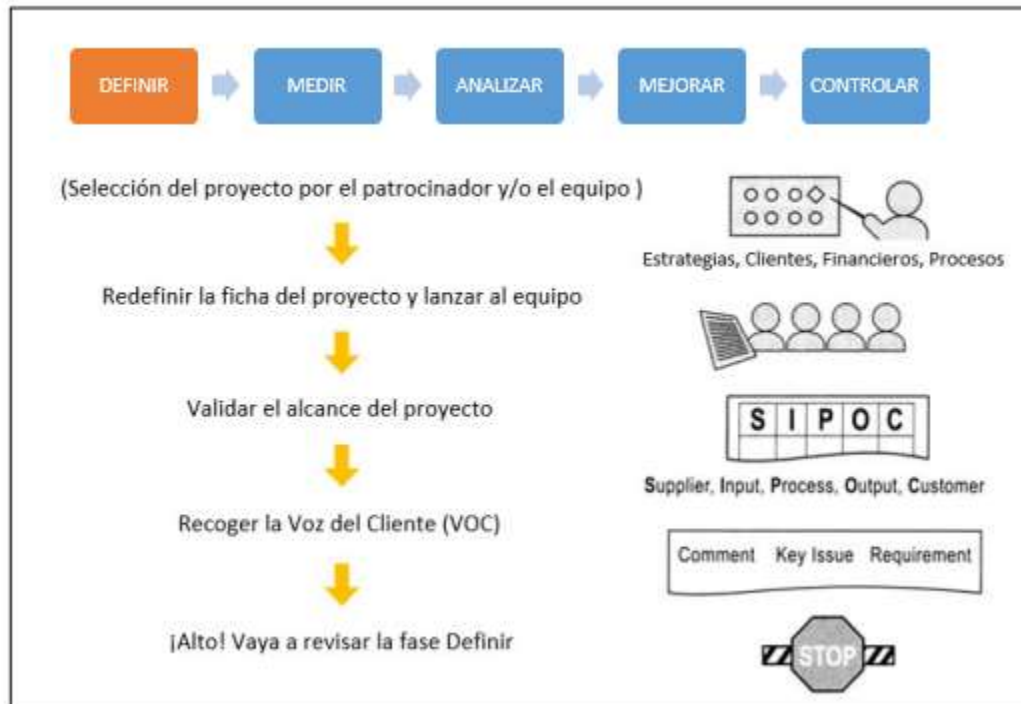 DEFINIR
MEDIR
ANALIZAR
MEJORAR
CONTROLAR
(Selección del proyecto por el patrocinador y/o el equipo )
Estrategias, Clientes, Financieros, Procesos
Redefinir la ficha del proyecto y lanzar al equipo
Validar el alcance del proyecto
S I P O C
Supplier, Input, Process, Output, Customer
Recoger la Voz del Cliente (VOC)
Comment Key Issue Requirement
¡Alto! Vaya a revisar la fase Definir
STOP